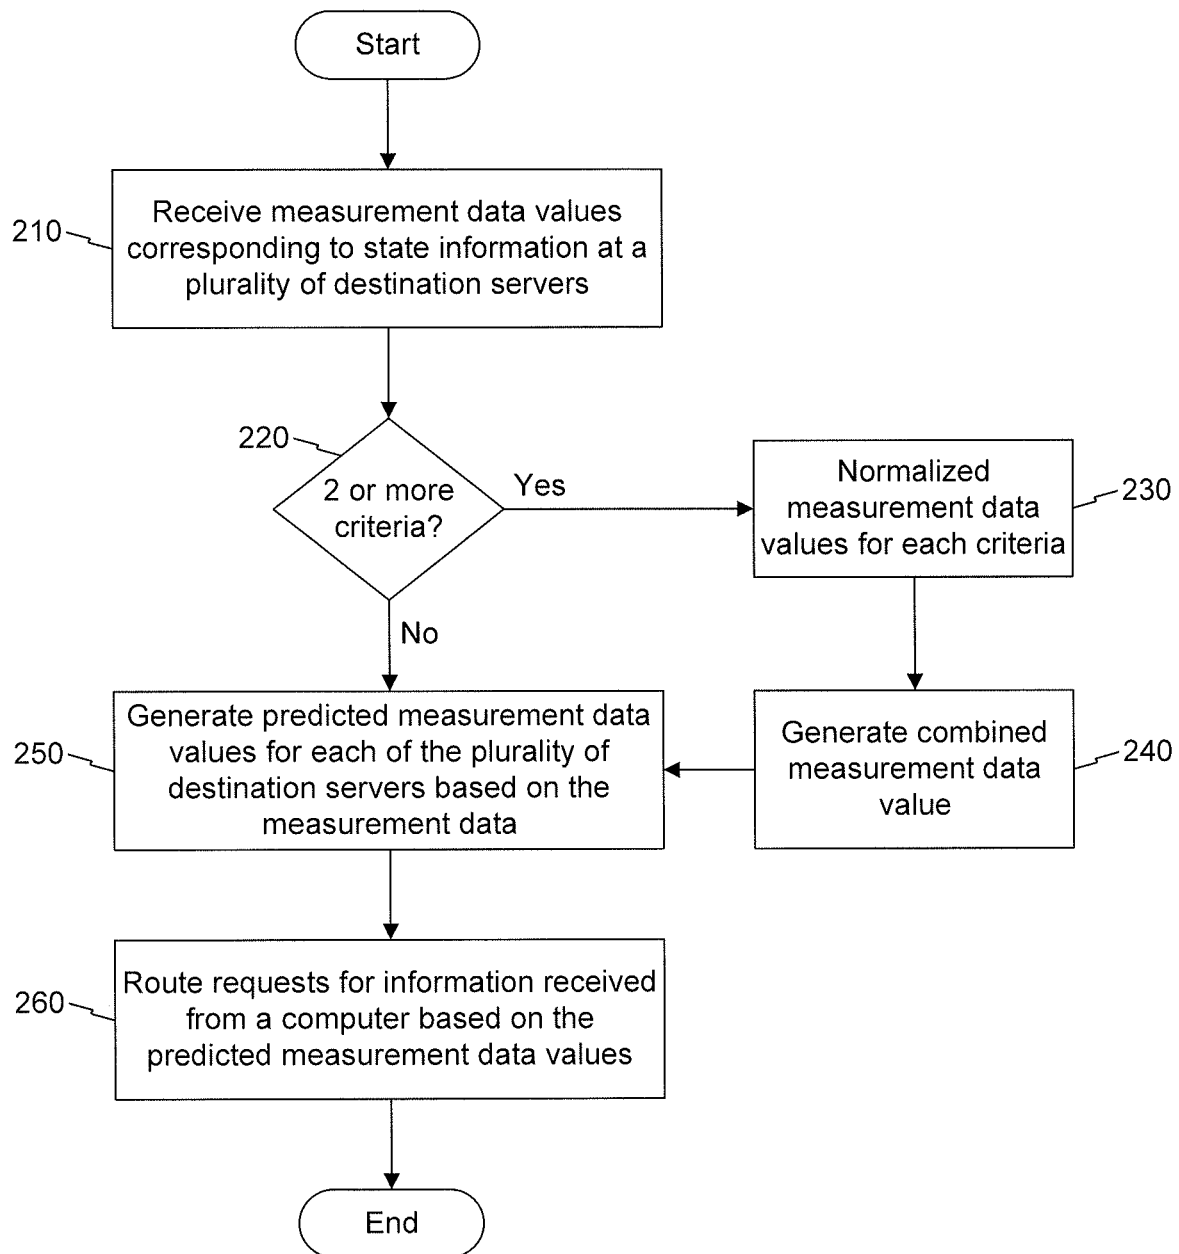 Start
210
Receive measurement data values
corresponding to state information at a
plurality of destination servers
220
2 or more
criteria?
Yes
Normalized
measurement data
values for each criteria
230
No
Generate predicted measurement data
values for each of the plurality of
destination servers based on the
measurement data
250
Generate combined
measurement data
value
240
260
Route requests for information received
from a computer based on the
predicted measurement data values
End